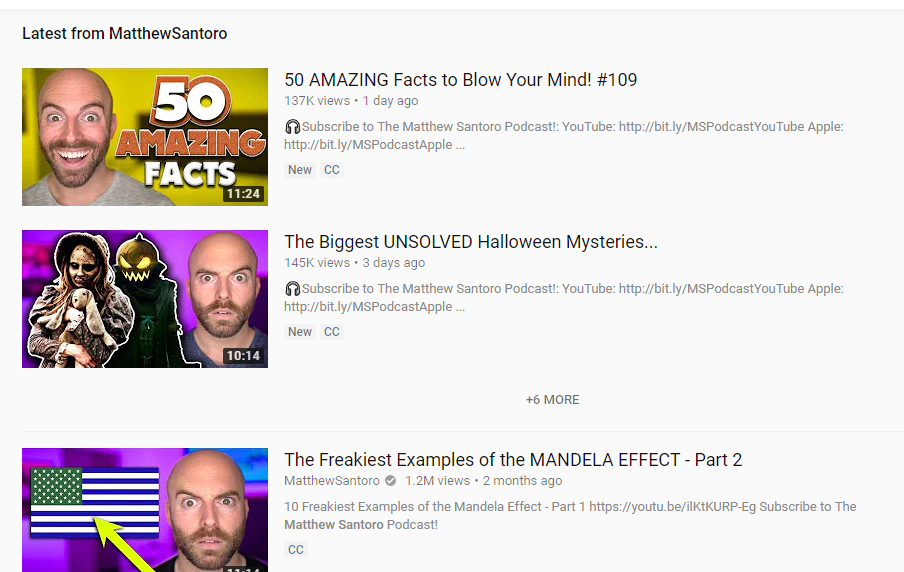 Latest from MatthewSantoro
50
AMAZING
FACTS
11:24
50 AMAZING Facts to Blow Your Mind! #109
137K views • 1 day ago
🎧Subscribe to The Matthew Santoro Podcast!: YouTube: http://bit.ly/MSPodcastYouTube Apple:
http://bit.ly/MSPodcastApple ...
New CC
10:14
The Biggest UNSOLVED Halloween Mysteries...
145K views • 3 days ago
🎧Subscribe to The Matthew Santoro Podcast!: YouTube: http://bit.ly/MSPodcastYouTube Apple:
http://bit.ly/MSPodcastApple ...
New CC
+6 MORE
11:14
The Freakiest Examples of the MANDELA EFFECT - Part 2
MatthewSantoro 1.2M views • 2 months ago
10 Freakiest Examples of the Mandela Effect - Part 1 https://youtu.be/ilKtKURP-Eg Subscribe to The
Matthew Santoro Podcast!
CC